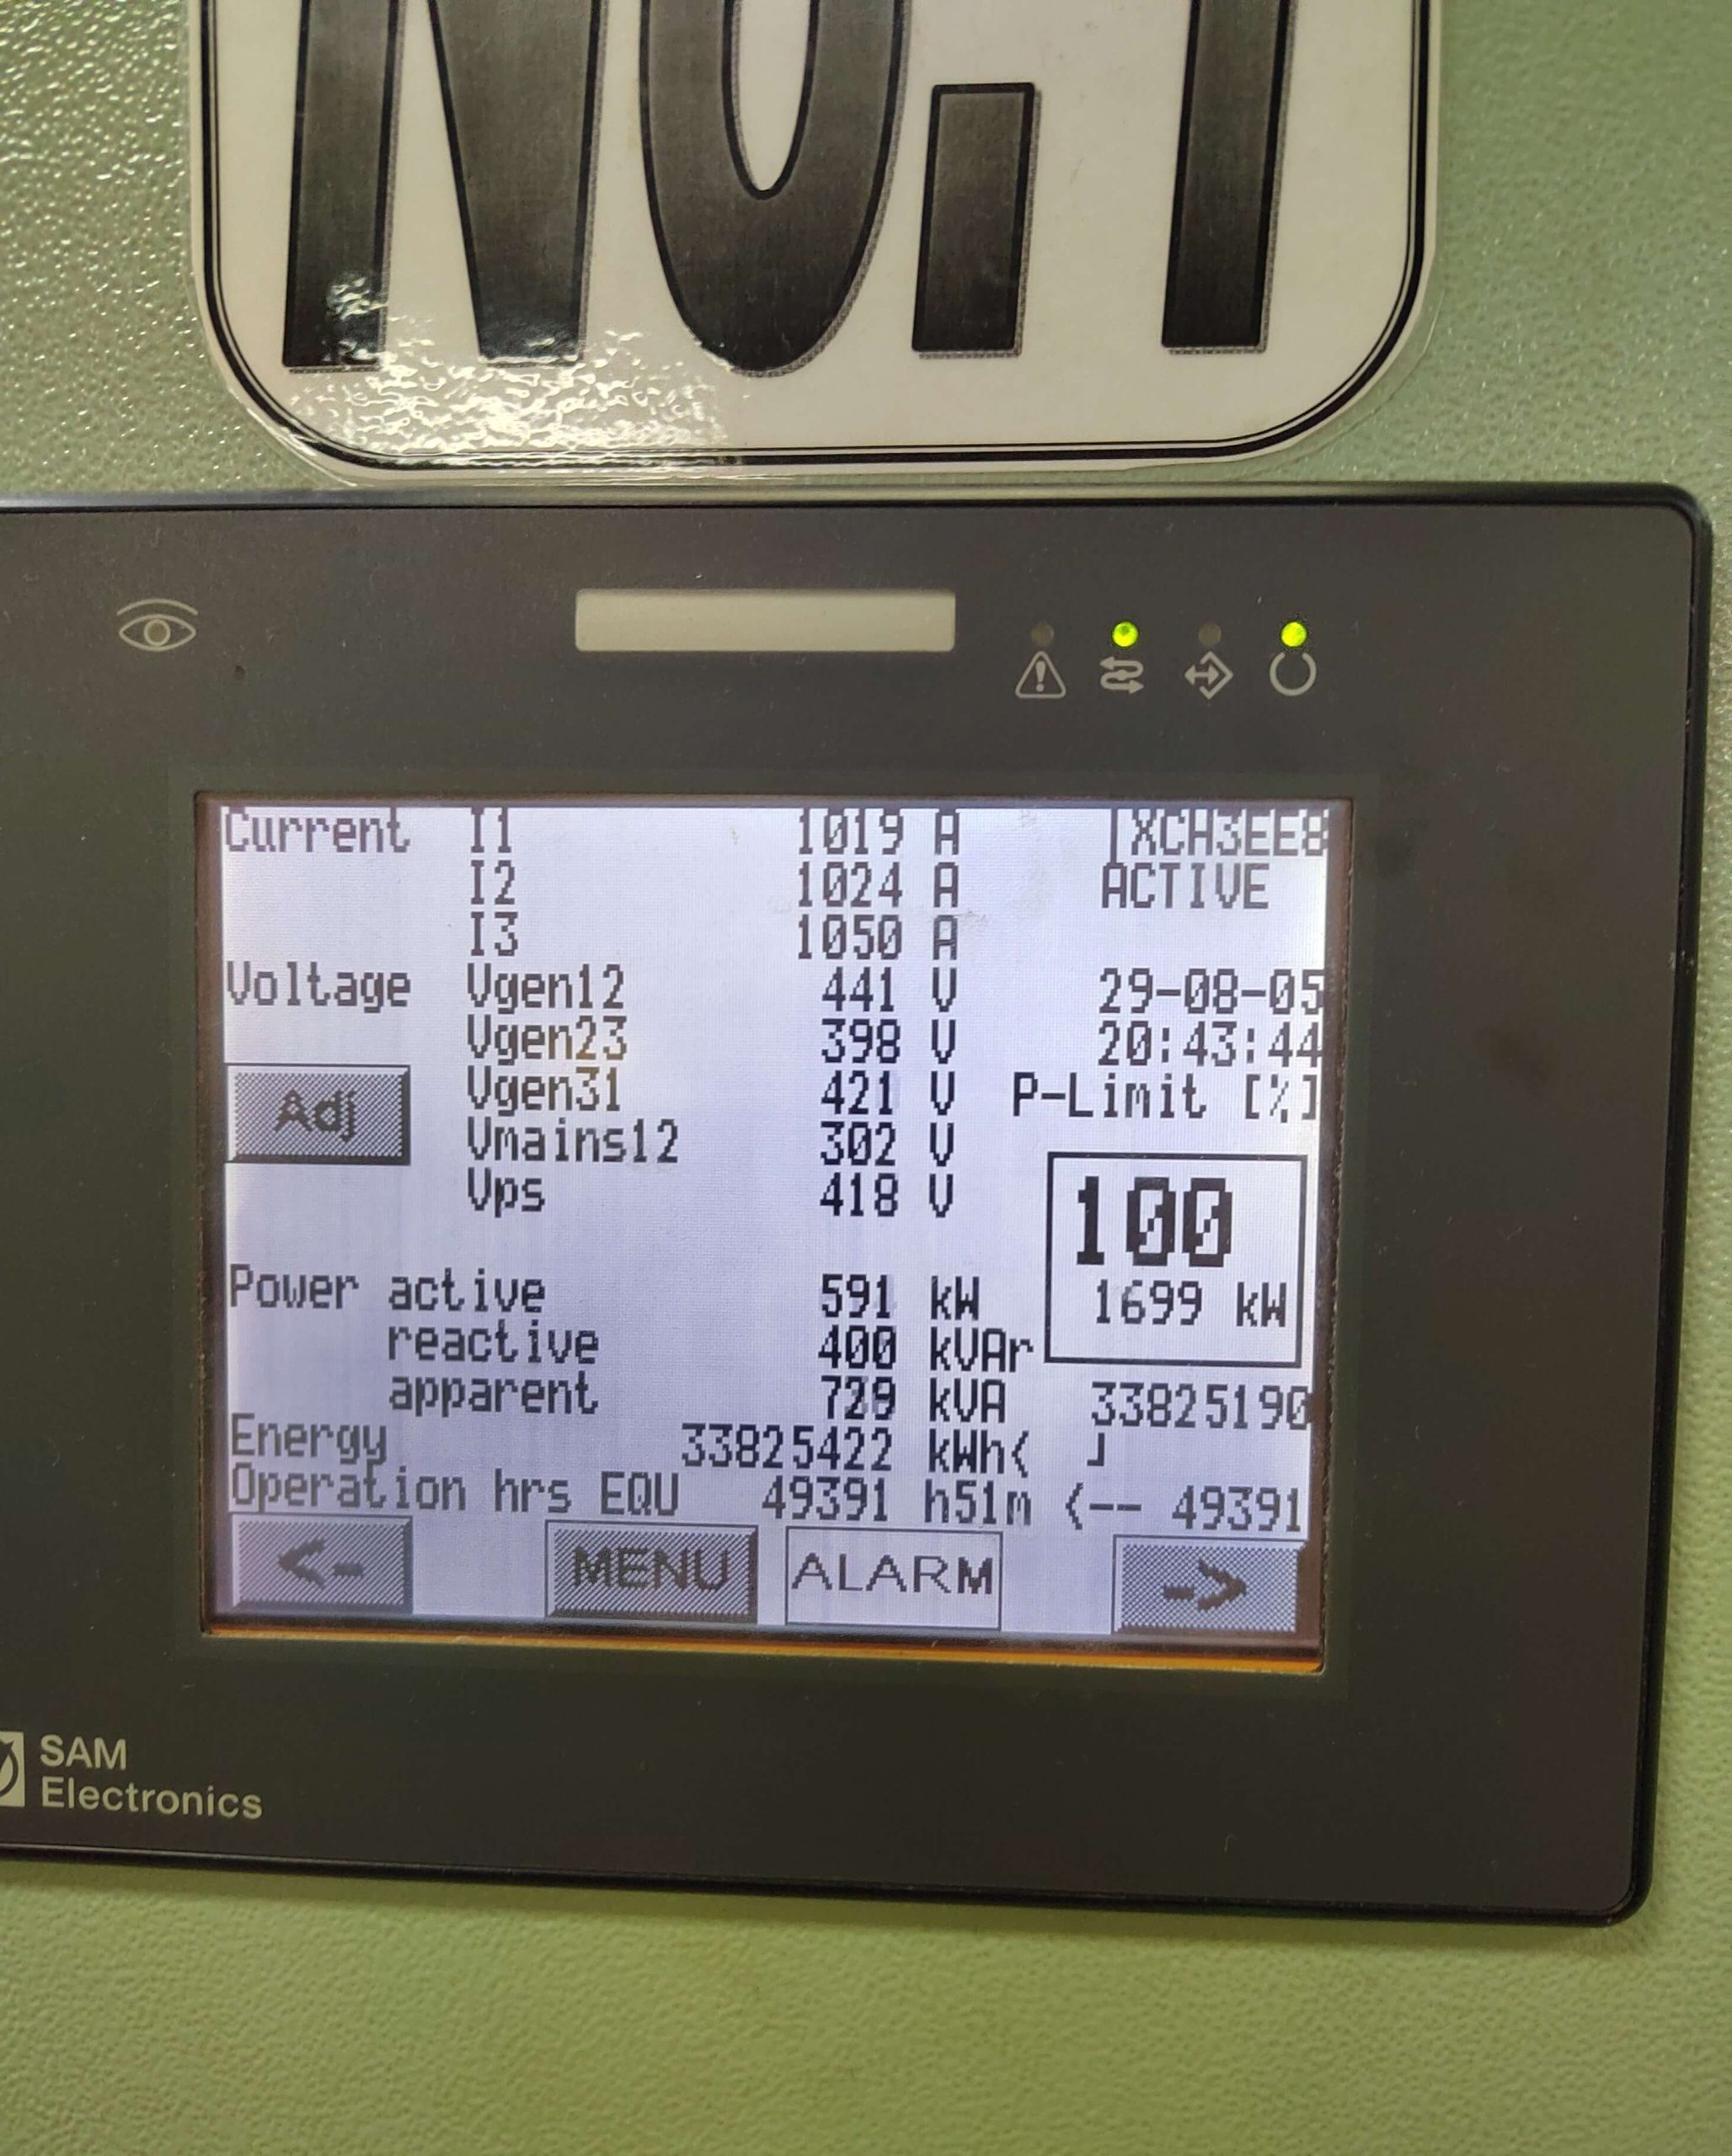 No.1
Current I1 1019 A [XCH3EE8
I2 1024 A ACTIVE
I3 1050 A
Voltage Vgen12 441 V 29-08-05
Vgen23 398 V 20:43:44
Adj Vgen31 421 V P-Limit [%]
Vmains12 302 V
Vps 418 V 100
Power active 591 kW 1699 kW
reactive 400 kVAr
apparent kVA 33825190
Energy 33825422 kWh<
Operation hrs EQU 49391 h51m <-- 49391
<- MENU ALARM ->
SAM
Electronics